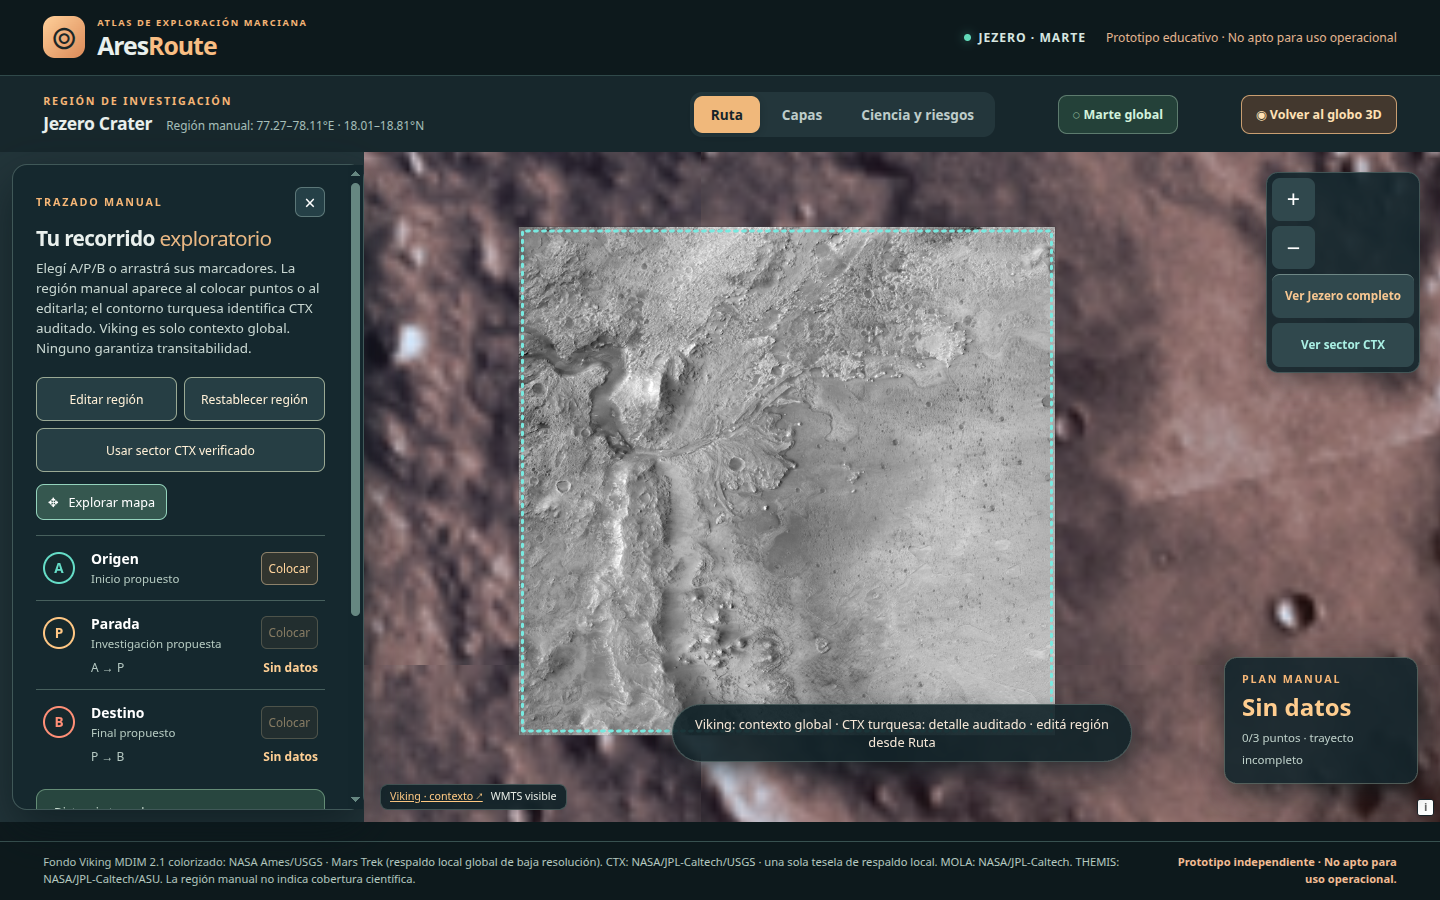 ATLAS DE EXPLORACIÓN MARCIANA
AresRoute
JEZERO · MARTE
Prototipo educativo · No apto para uso operacional
REGIÓN DE INVESTIGACIÓN
Jezero Crater Región manual: 77.27–78.11°E · 18.01–18.81°N
Ruta
Capas
Ciencia y riesgos
Marte global
Volver al globo 3D
TRAZADO MANUAL
×
Tu recorrido exploratorio
Elegí A/P/B o arrastrá sus marcadores. La
región manual aparece al colocar puntos o al
editarla; el contorno turquesa identifica CTX
auditado. Viking es solo contexto global.
Ninguno garantiza transitabilidad.
Editar región
Restablecer región
Usar sector CTX verificado
Explorar mapa
A
Origen
Inicio propuesto
Colocar
P
Parada
Investigación propuesta
Colocar
A → P
Sin datos
B
Destino
Final propuesto
Colocar
P → B
Sin datos
+
−
Ver Jezero completo
Ver sector CTX
Viking: contexto global · CTX turquesa: detalle auditado · editá región
desde Ruta
PLAN MANUAL
Sin datos
0/3 puntos · trayecto
incompleto
Viking · contexto ↗ WMTS visible
i
Fondo Viking MDIM 2.1 colorizado: NASA Ames/USGS · Mars Trek (respaldo local global de baja resolución). CTX: NASA/JPL-Caltech/USGS · una sola tesela de respaldo local. MOLA: NASA/JPL-Caltech. THEMIS:
NASA/JPL-Caltech/ASU. La región manual no indica cobertura científica.
Prototipo independiente · No apto para
uso operacional.